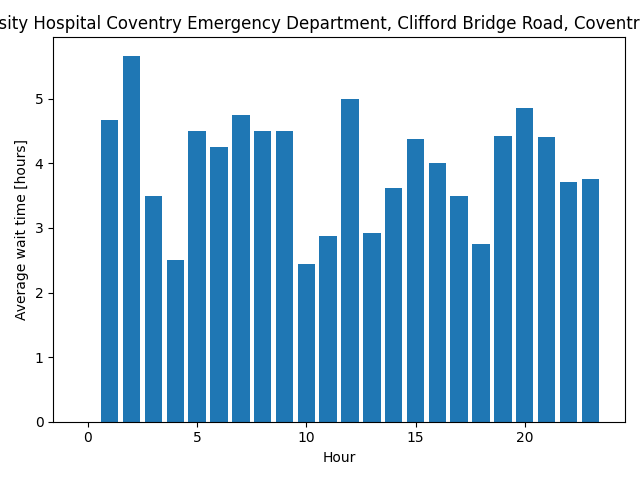 sity Hospital Coventry Emergency Department, Clifford Bridge Road, Coventr
Average wait time [hours]
5
4
3
2
1
0
0 5 10 15 20
Hour